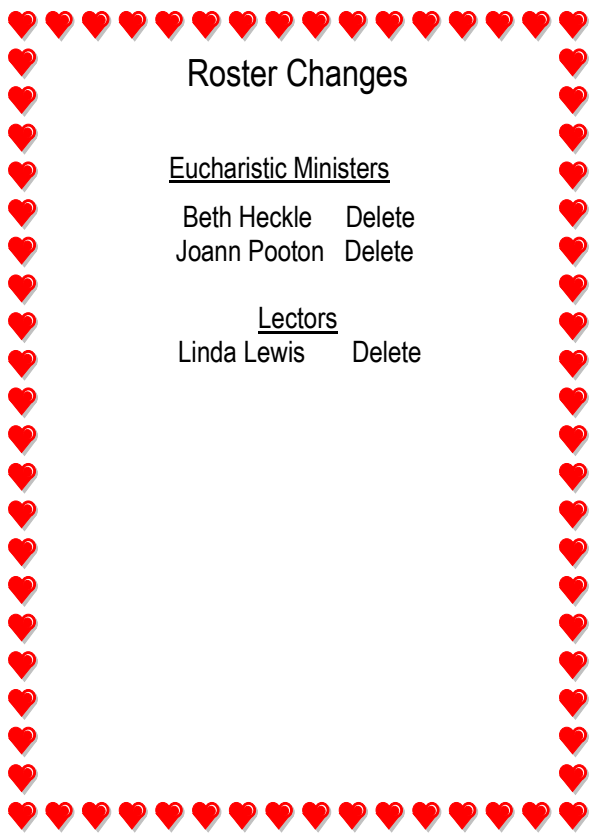 Roster Changes
Eucharistic Ministers
Beth Heckle Delete
Joann Pooton Delete
Lectors
Linda Lewis Delete